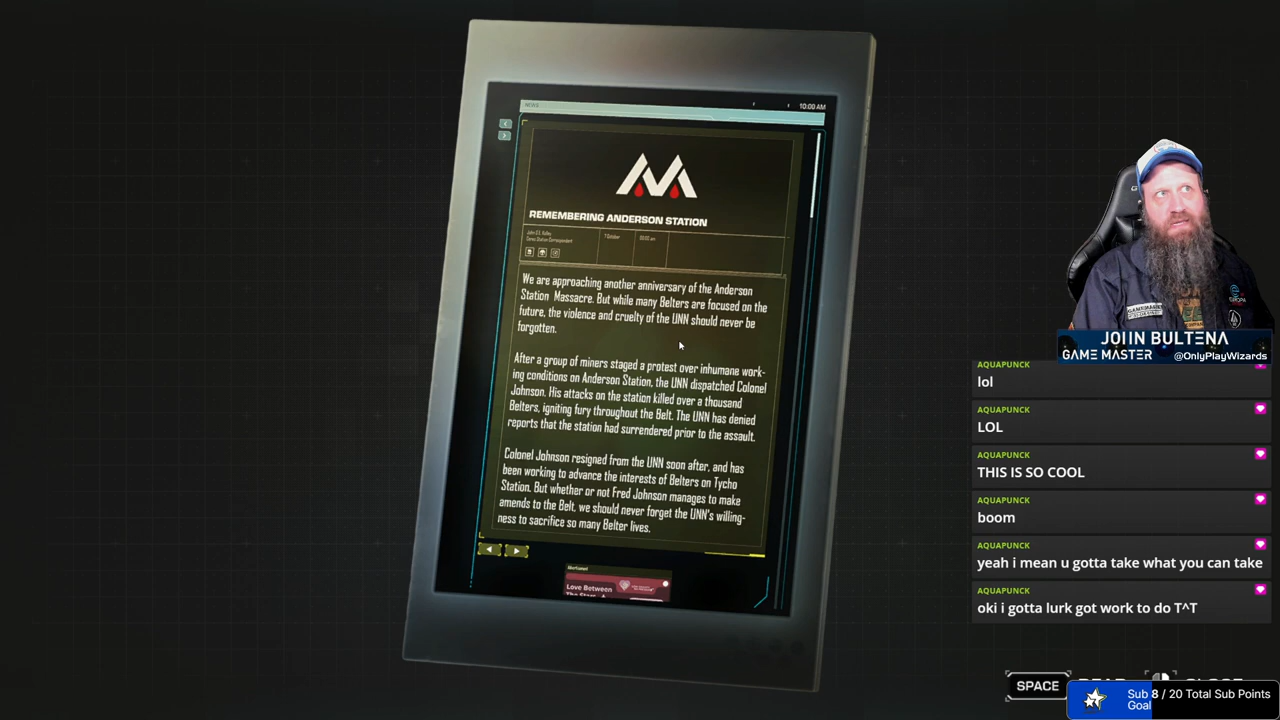 NEWS
10:00 AM
REMEMBERING ANDERSON STATION
7 October
We are approaching another anniversary of the Anderson
Station Massacre. But while many Belters are focused on the
future, the violence and cruelty of the UNN should never be
forgotten.
After a group of miners staged a protest over inhumane work-
ing conditions on Anderson Station, the UNN dispatched Colonel
Johnson. His attacks on the station killed over a thousand
Belters, igniting fury throughout the Belt. The UNN has denied
reports that the station had surrendered prior to the assault.
Colonel Johnson resigned from the UNN soon after, and has
been working to advance the interests of Belters on Tycho
Station. But whether or not Fred Johnson manages to make
amends to the Belt, we should never forget the UNN's willing-
ness to sacrifice so many Belter lives.
Love Between
The Stars
JOHN BULTENA
GAME MASTER @OnlyPlayWizards
AQUAPUNCK
lol
AQUAPUNCK
LOL
AQUAPUNCK
THIS IS SO COOL
AQUAPUNCK
boom
AQUAPUNCK
yeah i mean u gotta take what you can take
AQUAPUNCK
oki i gotta lurk got work to do T^T
SPACE READ CLOSE
Sub Goal
8 / 20 Total Sub Points